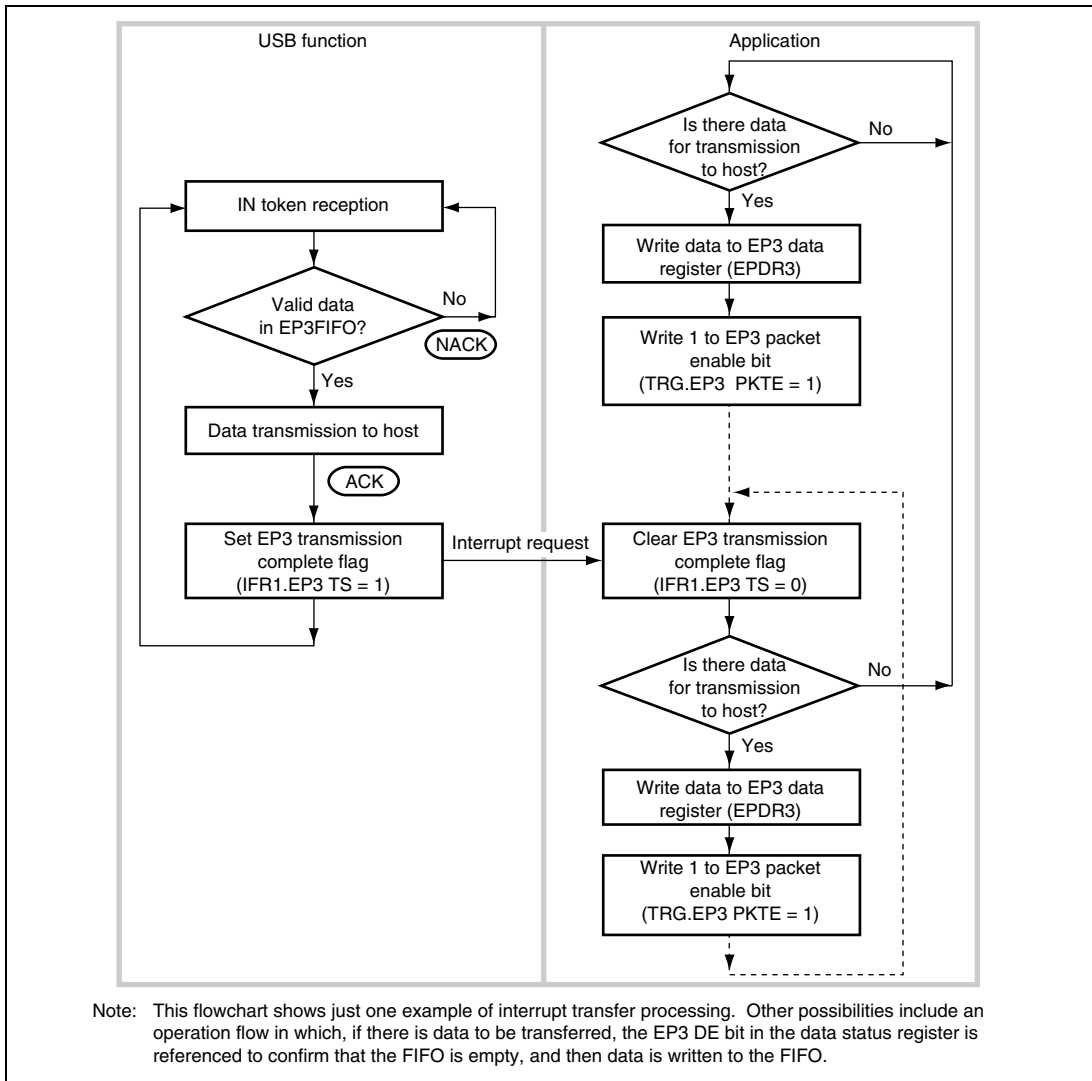 USB function
IN token reception
Valid data
in EP3FIFO?
No
NACK
Yes
Data transmission to host
ACK
Set EP3 transmission
complete flag
(IFR1.EP3 TS = 1)
Interrupt request
Application
Is there data
for transmission
to host?
No
Yes
Write data to EP3 data
register (EPDR3)
Write 1 to EP3 packet
enable bit
(TRG.EP3 PKTE = 1)
Clear EP3 transmission
complete flag
(IFR1.EP3 TS = 0)
Is there data
for transmission
to host?
No
Yes
Write data to EP3 data
register (EPDR3)
Write 1 to EP3 packet
enable bit
(TRG.EP3 PKTE = 1)
Note: This flowchart shows just one example of interrupt transfer processing. Other possibilities include an
operation flow in which, if there is data to be transferred, the EP3 DE bit in the data status register is
referenced to confirm that the FIFO is empty, and then data is written to the FIFO.